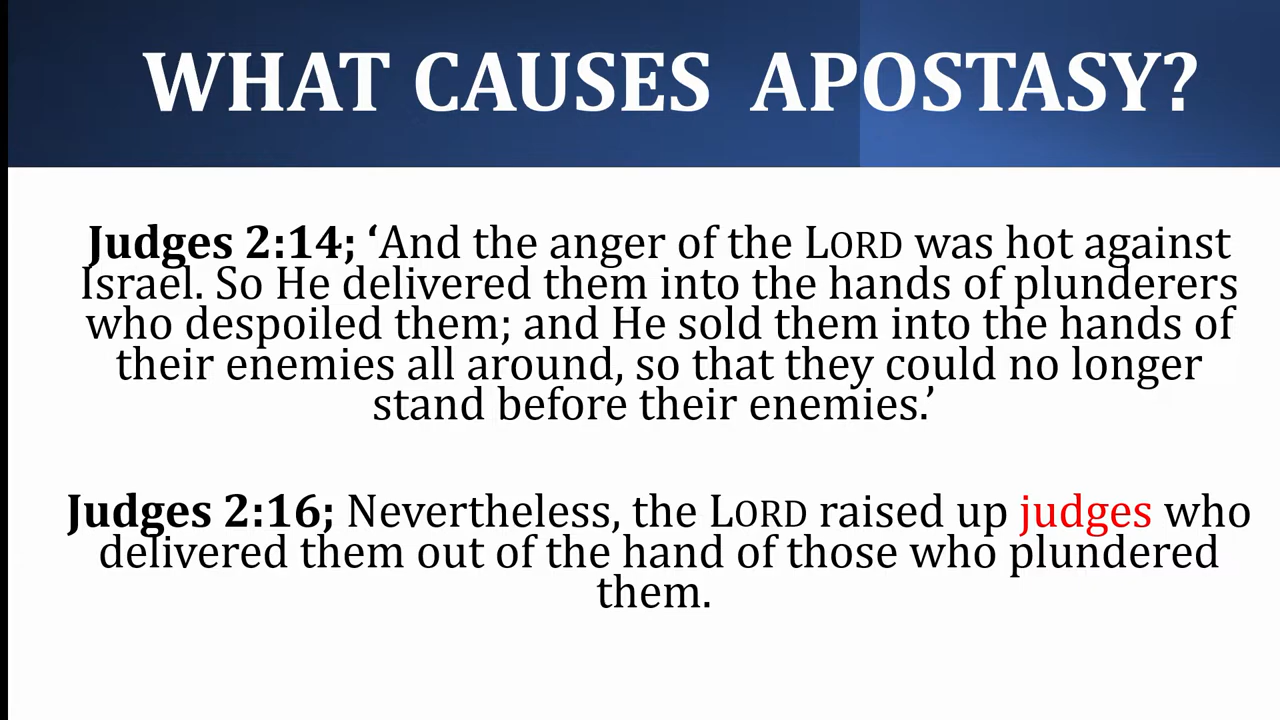 WHAT CAUSES APOSTASY?
Judges 2:14; ‘And the anger of the LORD was hot against
Israel. So He delivered them into the hands of plunderers
who despoiled them; and He sold them into the hands of
their enemies all around, so that they could no longer
stand before their enemies.’
Judges 2:16; Nevertheless, the LORD raised up judges who
delivered them out of the hand of those who plundered
them.